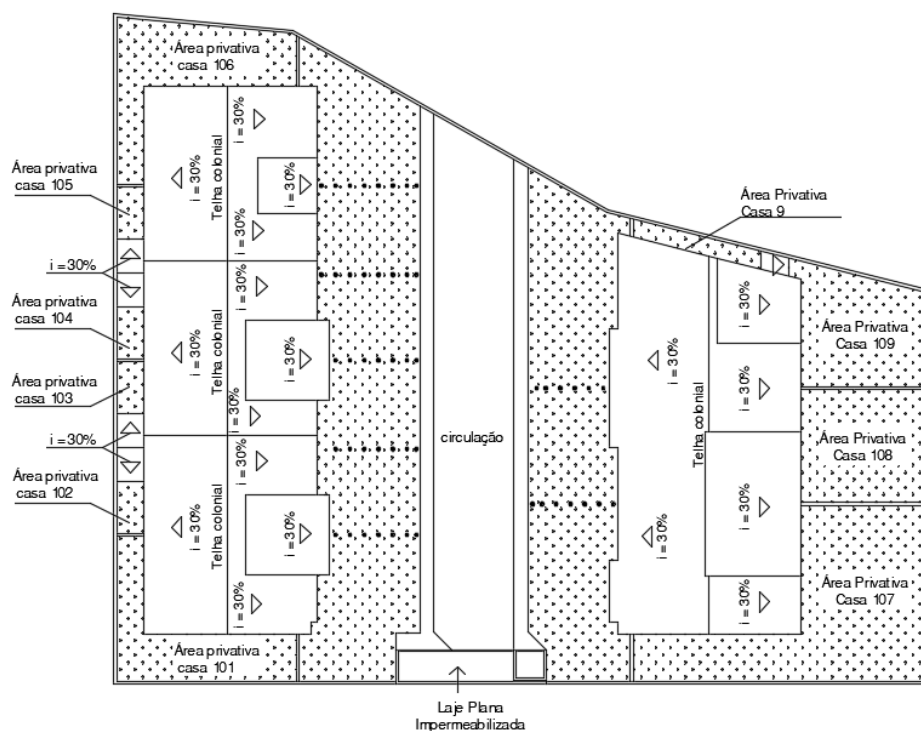 Área privativa
casa 106
i = 30%
Telha colonial
i = 30%
i = 30%
i = 30%
Área privativa
casa 105
i = 30%
Área privativa
casa 104
i = 30%
Telha colonial
i = 30%
i = 30%
i = 30%
Área privativa
casa 103
i = 30%
Área privativa
casa 102
i = 30%
Telha colonial
i = 30%
i = 30%
i = 30%
Área privativa
casa 101
circulação
Laje Plana
Impermeabilizada
Área Privativa
Casa 9
i = 30%
i = 30%
Telha colonial
i = 30%
i = 30%
i = 30%
i = 30%
Área Privativa
Casa 109
Área Privativa
Casa 108
Área Privativa
Casa 107